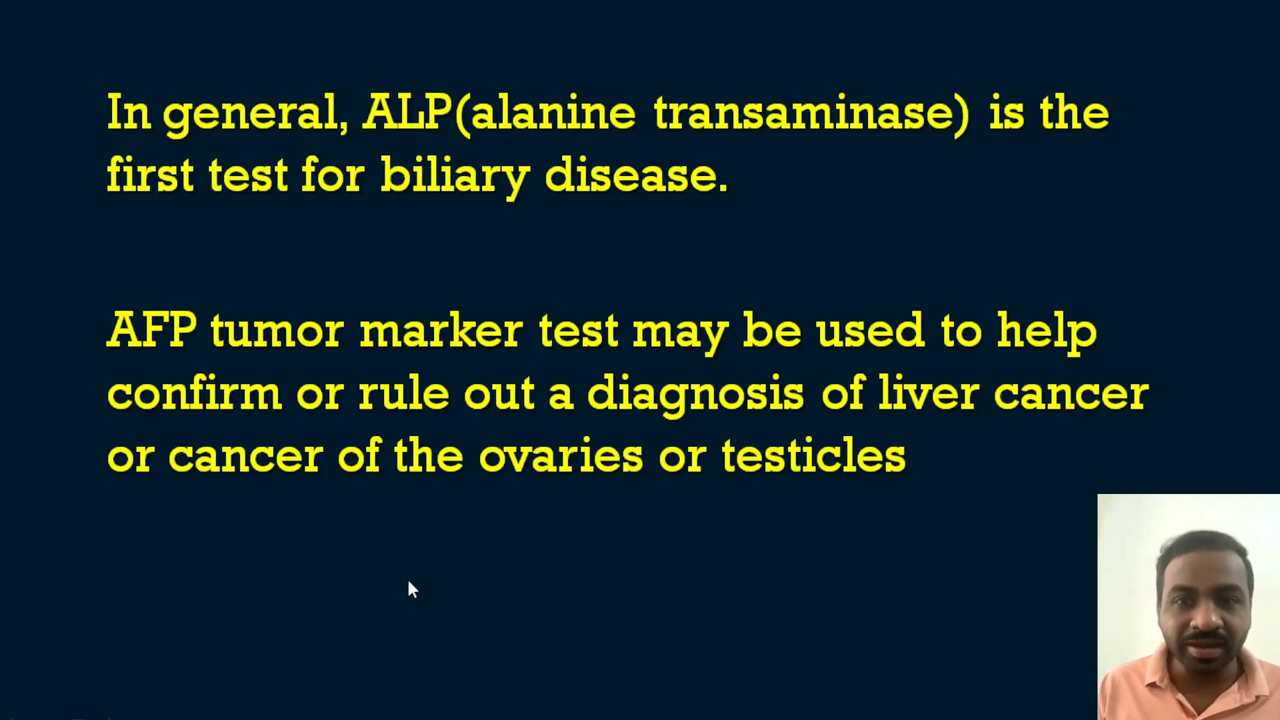 In general, ALP(alanine transaminase) is the
first test for biliary disease.
AFP tumor marker test may be used to help
confirm or rule out a diagnosis of liver cancer
or cancer of the ovaries or testicles